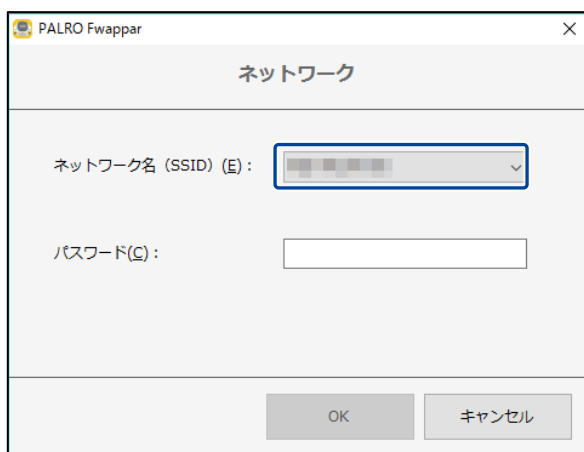 PALRO Fwappar
ネットワーク
ネットワーク名（SSID）(E)：
パスワード(C)：
OK
キャンセル